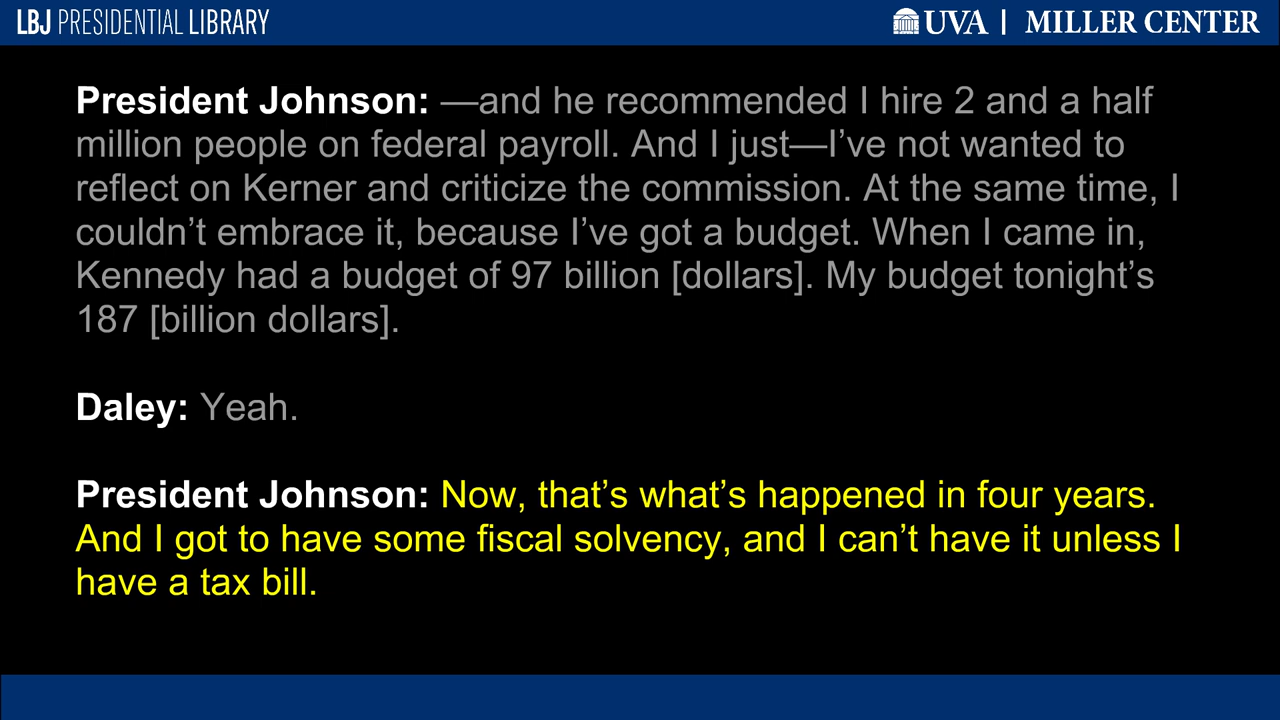 LBJ PRESIDENTIAL LIBRARY
UVA | MILLER CENTER
President Johnson: —and he recommended I hire 2 and a half
million people on federal payroll. And I just—I’ve not wanted to
reflect on Kerner and criticize the commission. At the same time, I
couldn’t embrace it, because I’ve got a budget. When I came in,
Kennedy had a budget of 97 billion [dollars]. My budget tonight’s
187 [billion dollars].
Daley: Yeah.
President Johnson: Now, that’s what’s happened in four years.
And I got to have some fiscal solvency, and I can’t have it unless I
have a tax bill.